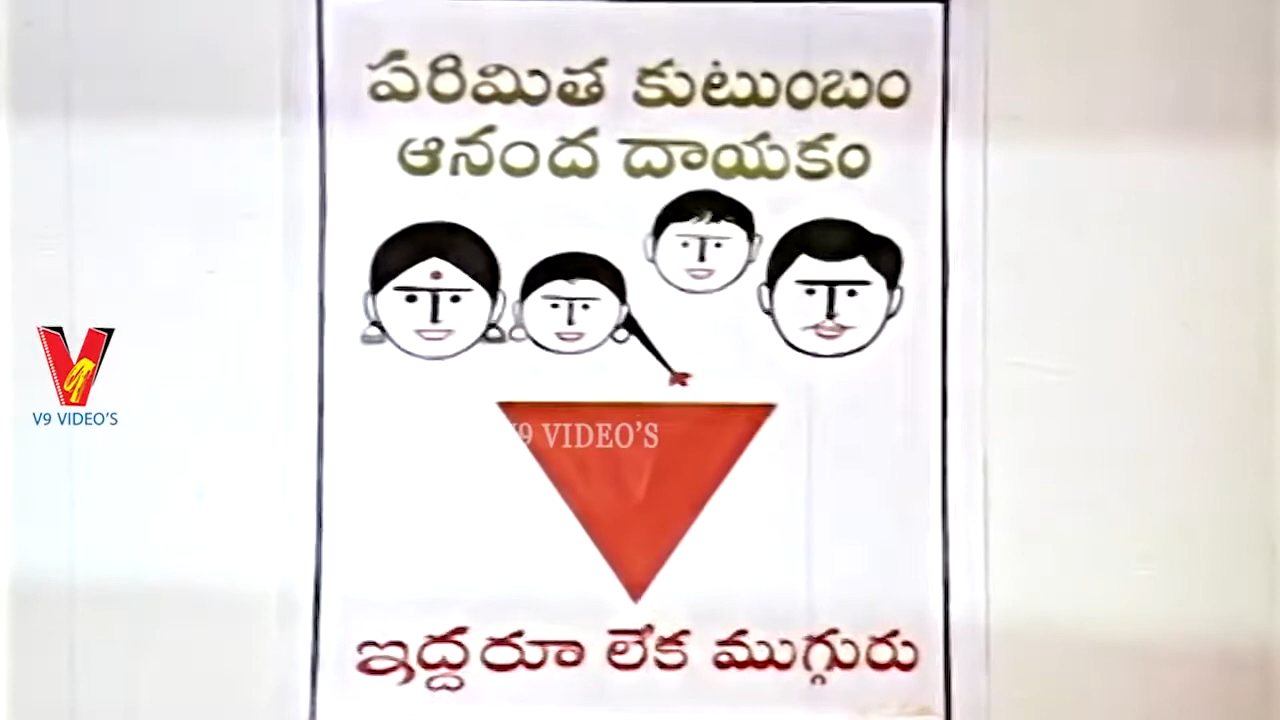 పరిమిత కుటుంబం
ఆనంద దాయకం
V9 VIDEO'S
V9 VIDEO'S
ఇద్దరూ లేక ముగ్గురు